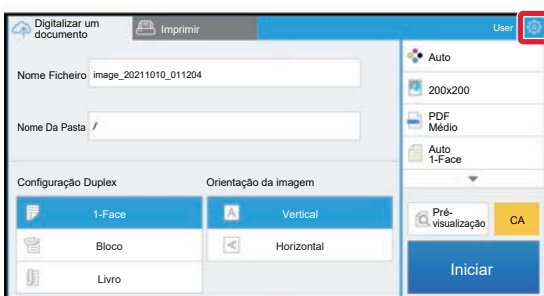 Digitalizar um
documento
Imprimir
User
Nome Ficheiro
image_20211010_011204
Nome Da Pasta
/
Configuração Duplex
1-Face
Bloco
Livro
Orientação da imagem
A
Vertical
Horizontal
Auto
200x200
PDF
Médio
Auto
1-Face
Pré-
visualização
CA
Iniciar